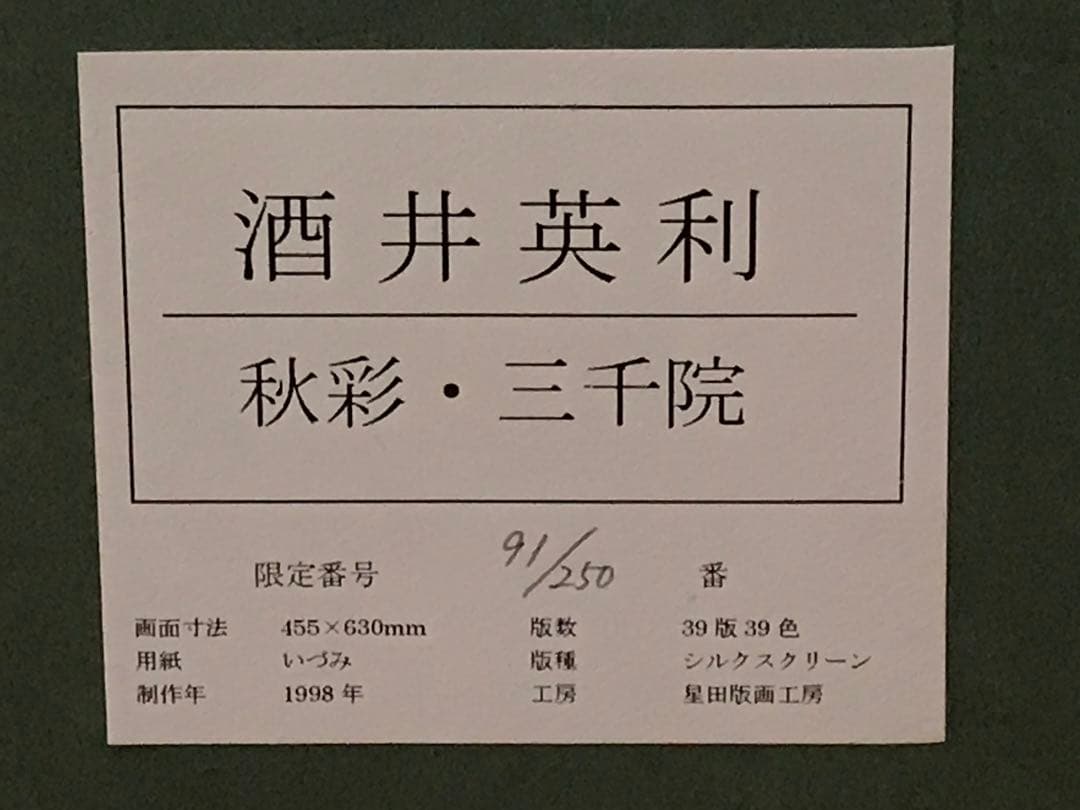 酒井英利
秋彩・三千院
限定番号 91/250 番
画面寸法 455×630mm 版数 39版39色
用紙 いづみ 版種 シルクスクリーン
制作年 1998年 工房 星田版画工房